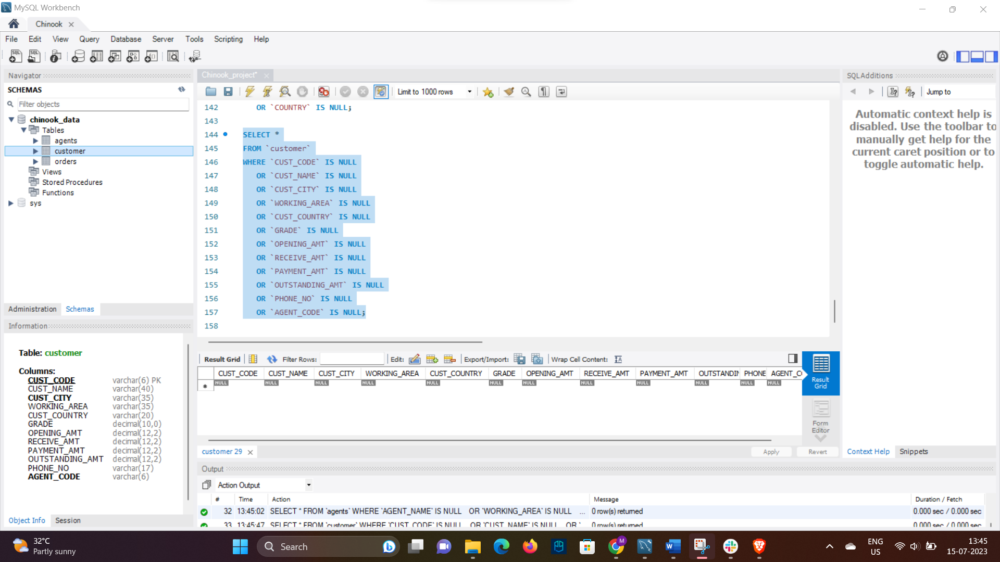 MySQL Workbench
Chinook
File Edit View Query Database Server Tools Scripting Help
Navigator
SCHEMAS
Filter objects
chinook_data
Tables
agents
customer
orders
Views
Stored Procedures
Functions
sys
Administration Schemas
Information
Table: customer
Columns:
CUST_CODE varchar(6) PK
CUST_NAME varchar(40)
CUST_CITY varchar(35)
WORKING_AREA varchar(35)
CUST_COUNTRY varchar(20)
GRADE decimal(10,0)
OPENING_AMT decimal(12,2)
RECEIVE_AMT decimal(12,2)
PAYMENT_AMT decimal(12,2)
OUTSTANDING_AMT decimal(12,2)
PHONE_NO varchar(17)
AGENT_CODE varchar(6)
Object Info Session
Chinook_project*
Limit to 1000 rows
142 OR `COUNTRY` IS NULL;
143
144 SELECT *
145 FROM `customer`
146 WHERE `CUST_CODE` IS NULL
147 OR `CUST_NAME` IS NULL
148 OR `CUST_CITY` IS NULL
149 OR `WORKING_AREA` IS NULL
150 OR `CUST_COUNTRY` IS NULL
151 OR `GRADE` IS NULL
152 OR `OPENING_AMT` IS NULL
153 OR `RECEIVE_AMT` IS NULL
154 OR `PAYMENT_AMT` IS NULL
155 OR `OUTSTANDING_AMT` IS NULL
156 OR `PHONE_NO` IS NULL
157 OR `AGENT_CODE` IS NULL;
158
Result Grid Filter Rows: Edit: Export/Import: Wrap Cell Content:
CUST_CODE CUST_NAME CUST_CITY WORKING_AREA CUST_COUNTRY GRADE OPENING_AMT RECEIVE_AMT PAYMENT_AMT OUTSTANDIN PHONE AGENT_CO
* NULL NULL NULL NULL NULL NULL NULL NULL NULL NULL NULL NULL
Result
Grid
Form
Editor
customer 29 Apply Revert
Output
Action Output
# Time Action Message Duration / Fetch
32 13:45:02 SELECT * FROM `agents` WHERE `AGENT_NAME` IS NULL OR `WORKING_AREA` IS NULL ... 0 row(s) returned 0.000 sec / 0.000 sec
33 13:45:47 SELECT * FROM `customer` WHERE `CUST_CODE` IS NULL OR `CUST_NAME` IS NULL OR ` 0 row(s) returned 0.000 sec / 0.000 sec
SQLAdditions
Jump to
Automatic context help is
disabled. Use the toolbar to
manually get help for the
current caret position or to
toggle automatic help.
Context Help Snippets
32°C
Partly sunny
Search
ENG
US
13:45
15-07-2023